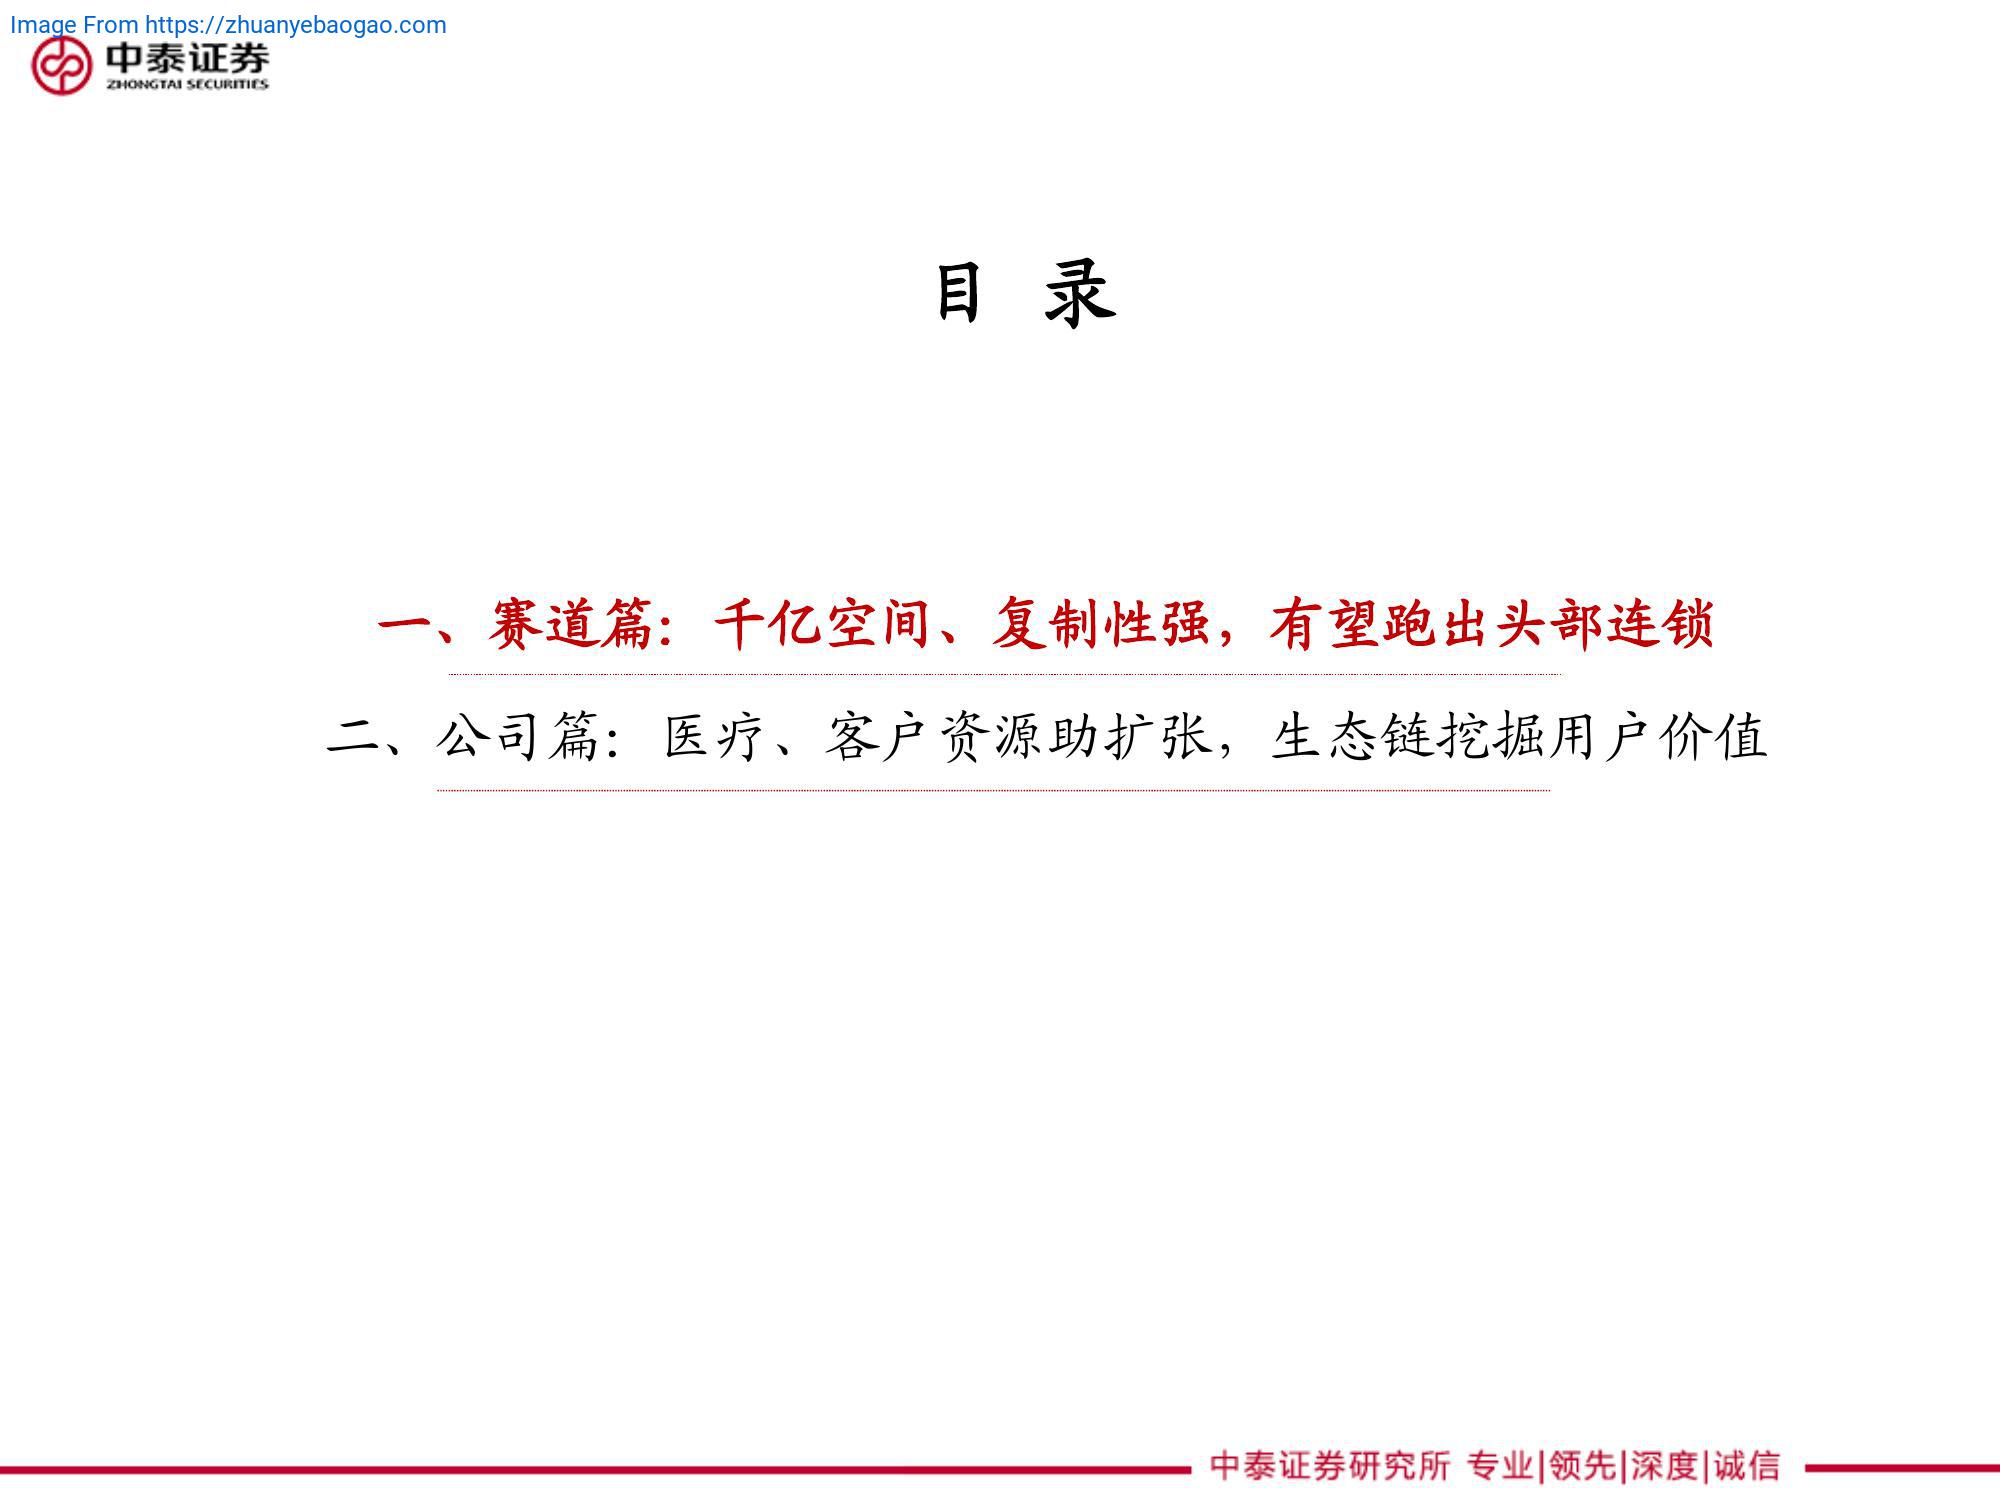 Image From https://zhuanyebaogao.com
中泰证券
ZHONGTAI SECURITIES
目 录
一、赛道篇：千亿空间、复制性强，有望跑出头部连锁
二、公司篇：医疗、客户资源助扩张，生态链挖掘用户价值
中泰证券研究所 专业|领先|深度|诚信